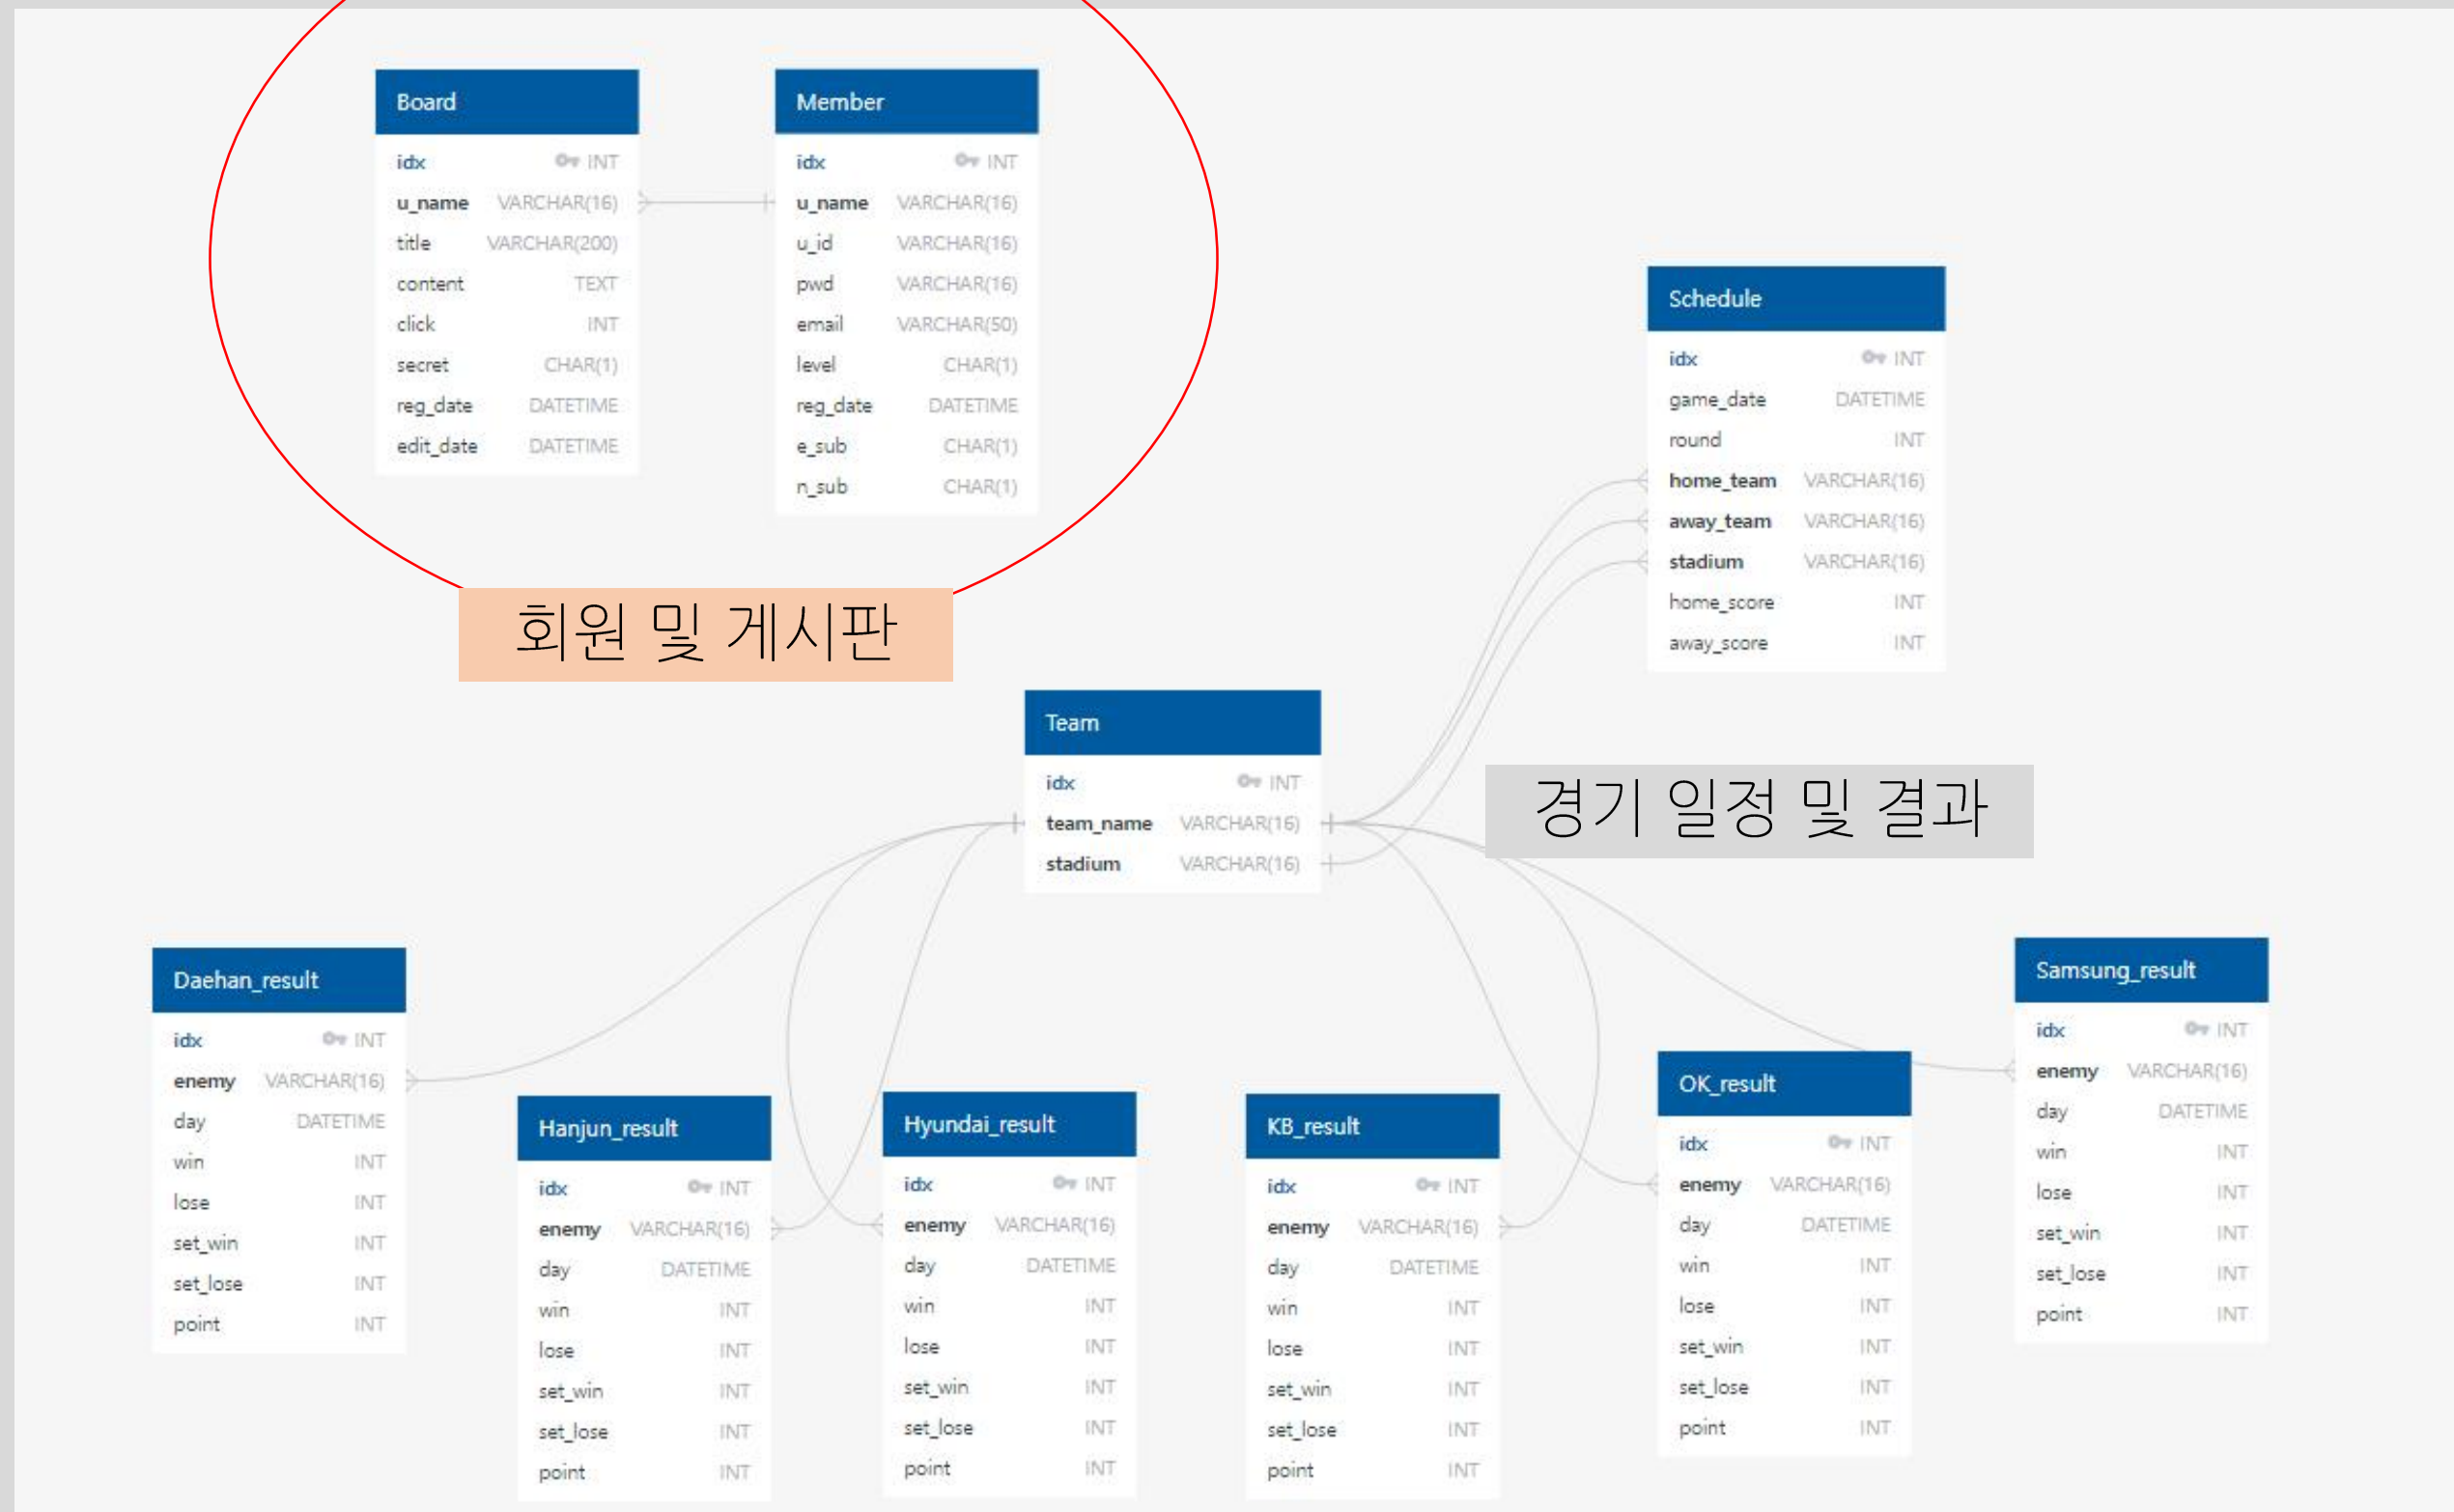 Board
idx INT
u_name VARCHAR(16)
title VARCHAR(200)
content TEXT
click INT
secret CHAR(1)
reg_date DATETIME
edit_date DATETIME
Member
idx INT
u_name VARCHAR(16)
u_id VARCHAR(16)
pwd VARCHAR(16)
email VARCHAR(50)
level CHAR(1)
reg_date DATETIME
e_sub CHAR(1)
n_sub CHAR(1)
회원 및 게시판
Schedule
idx INT
game_date DATETIME
round INT
home_team VARCHAR(16)
away_team VARCHAR(16)
stadium VARCHAR(16)
home_score INT
away_score INT
Team
idx INT
team_name VARCHAR(16)
stadium VARCHAR(16)
경기 일정 및 결과
Daehan_result
idx INT
enemy VARCHAR(16)
day DATETIME
win INT
lose INT
set_win INT
set_lose INT
point INT
Hanjun_result
idx INT
enemy VARCHAR(16)
day DATETIME
win INT
lose INT
set_win INT
set_lose INT
point INT
Hyundai_result
idx INT
enemy VARCHAR(16)
day DATETIME
win INT
lose INT
set_win INT
set_lose INT
point INT
KB_result
idx INT
enemy VARCHAR(16)
day DATETIME
win INT
lose INT
set_win INT
set_lose INT
point INT
OK_result
idx INT
enemy VARCHAR(16)
day DATETIME
win INT
lose INT
set_win INT
set_lose INT
point INT
Samsung_result
idx INT
enemy VARCHAR(16)
day DATETIME
win INT
lose INT
set_win INT
set_lose INT
point INT